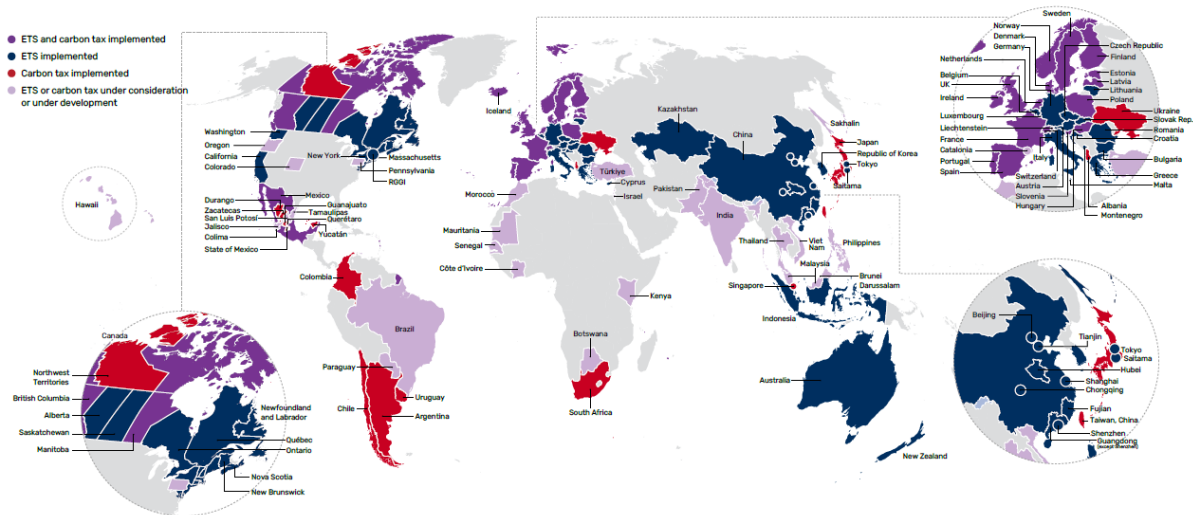 ETS and carbon tax implemented
ETS implemented
Carbon tax implemented
ETS or carbon tax under consideration
or under development
Hawaii
Washington
Oregon
California
Colorado
New York
Massachusetts
Pennsylvania
RGGI
Durango
Zacatecas
San Luis Potosí
Jalisco
Colima
State of Mexico
Mexico
Guanajuato
Tamaulipas
Querétaro
Yucatán
Colombia
Brazil
Paraguay
Uruguay
Chile
Argentina
Iceland
Morocco
Mauritania
Senegal
Côte d'Ivoire
Türkiye
Cyprus
Israel
Kenya
Botswana
South Africa
Kazakhstan
China
Pakistan
India
Thailand
Viet
Nam
Malaysia
Philippines
Singapore
Brunei
Darussalam
Indonesia
Australia
New Zealand
Sakhalin
Japan
Republic of Korea
Tokyo
Saitama
Canada
Northwest
Territories
British Columbia
Alberta
Saskatchewan
Manitoba
Newfoundland
and Labrador
Québec
Ontario
Nova Scotia
New Brunswick
Sweden
Norway
Denmark
Germany
Netherlands
Belgium
UK
Ireland
Luxembourg
Liechtenstein
France
Catalonia
Portugal
Spain
Italy
Switzerland
Austria
Slovenia
Hungary
Czech Republic
Finland
Estonia
Latvia
Lithuania
Poland
Ukraine
Slovak Rep.
Romania
Croatia
Bulgaria
Greece
Malta
Albania
Montenegro
Beijing
Tianjin
Tokyo
Saitama
Hubei
Shanghai
Chongqing
Fujian
Taiwan, China
Shenzhen
Guangdong
(except Shenzhen)